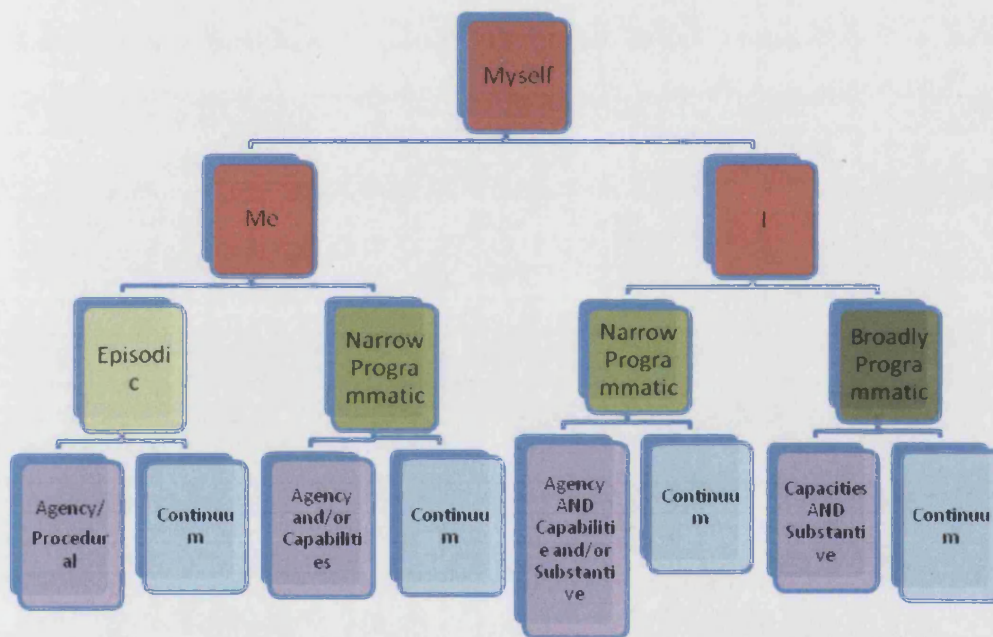 Myself
Me
I
Episodi
c
Narrow
Progra
mmatic
Narrow
Progra
mmatic
Broadly
Progra
mmatic
Agency/
Procedur
al
Continuu
m
Agency
and/or
Capabiliti
es
Continuu
m
Agency
AND
Capabilite
e and/or
Substanti
ve
Continuu
m
Capacities
AND
Substanti
ve
Continuu
m